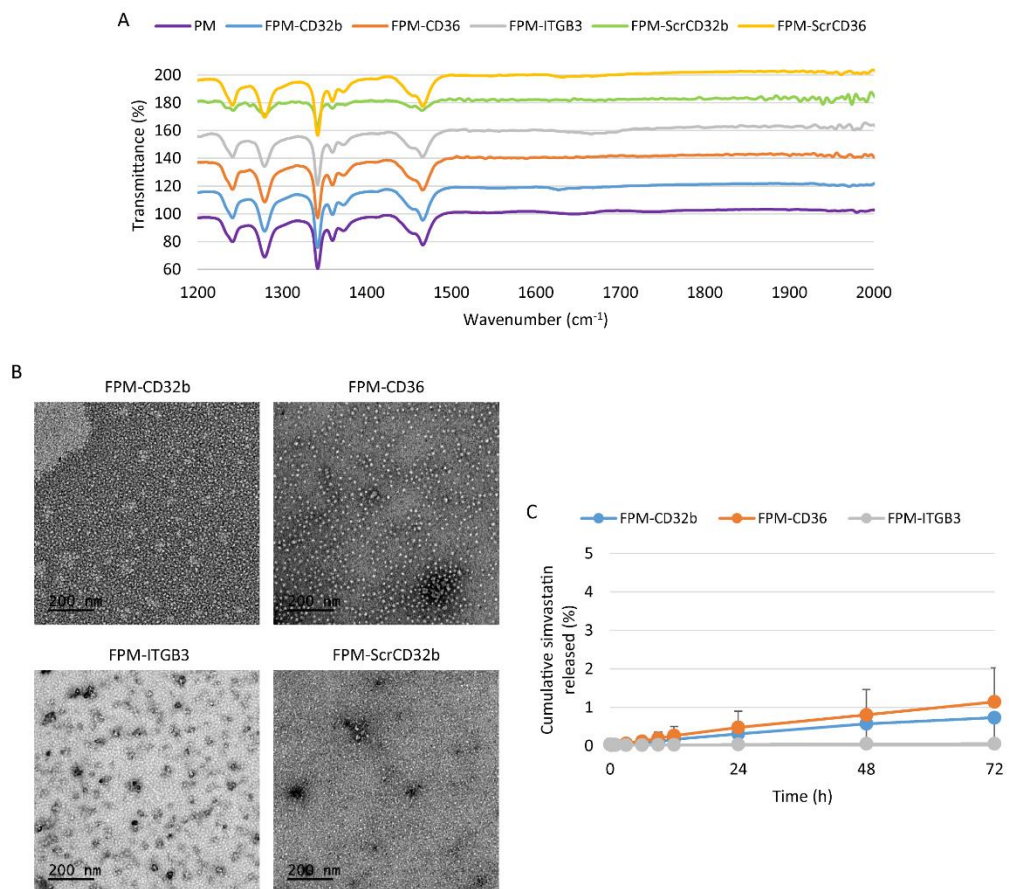 A
PM FPM-CD32b FPM-CD36 FPM-ITGB3 FPM-ScrCD32b FPM-ScrCD36
Transmittance (%)
200
180
160
140
120
100
80
60
1200 1300 1400 1500 1600 1700 1800 1900 2000
Wavenumber (cm⁻¹)
B
FPM-CD32b FPM-CD36
200 nm 200 nm
FPM-ITGB3 FPM-ScrCD32b
200 nm 200 nm
C
FPM-CD32b FPM-CD36 FPM-ITGB3
Cumulative simvastatin
released (%)
5
4
3
2
1
0
0 24 48 72
Time (h)